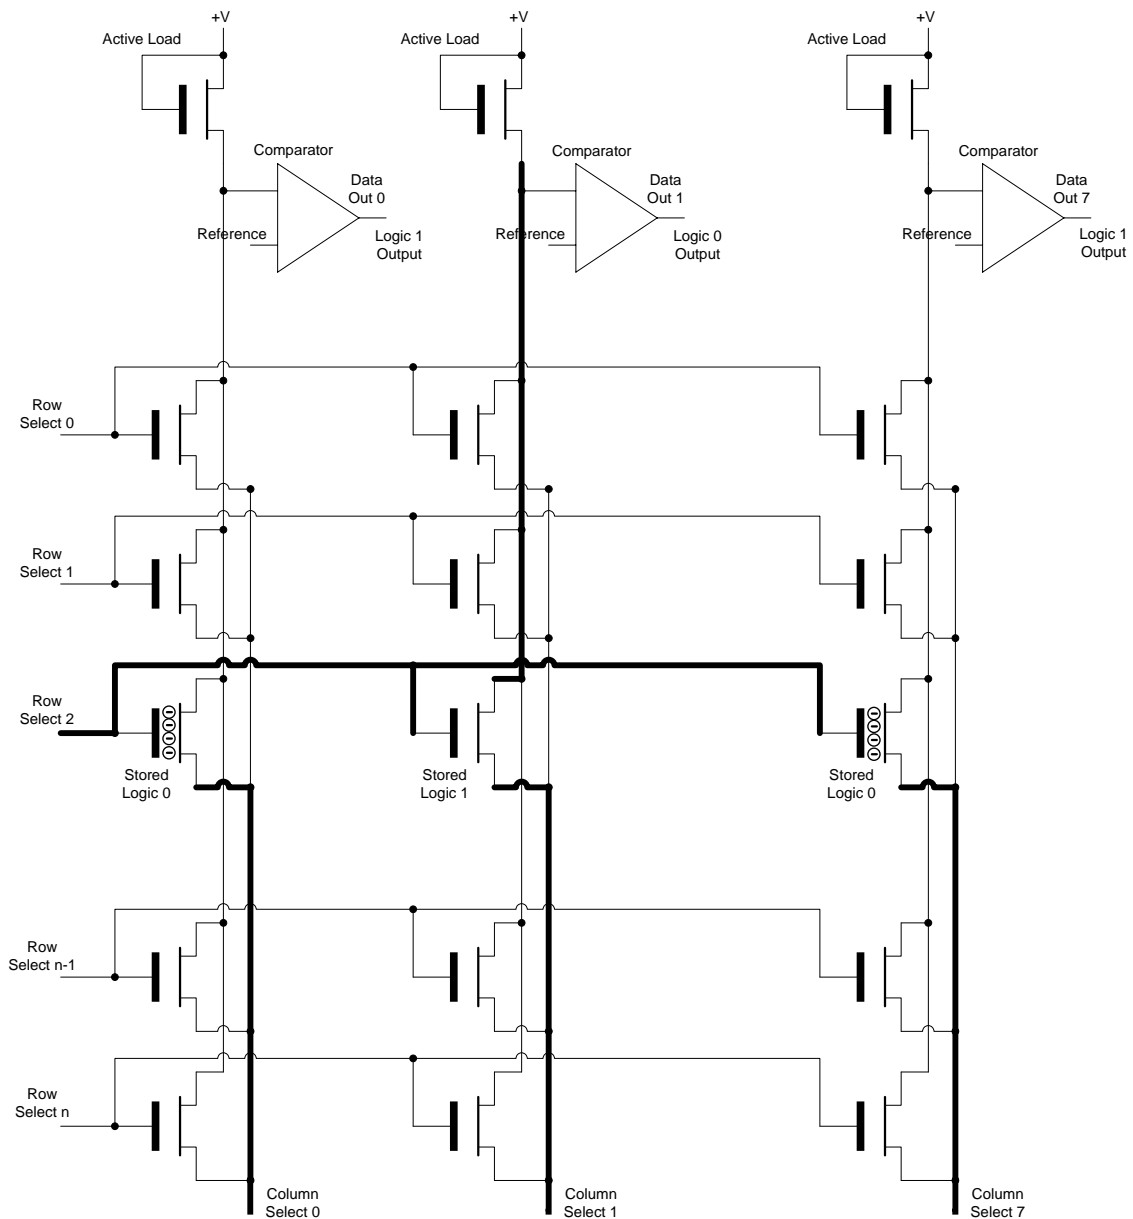 +V
+V
+V
Active Load
Active Load
Active Load
Comparator
Comparator
Comparator
Data
Out 0
Data
Out 1
Data
Out 7
Reference
Reference
Reference
Logic 1
Output
Logic 0
Output
Logic 1
Output
Row
Select 0
Row
Select 1
Row
Select 2
Stored
Logic 0
Stored
Logic 1
Stored
Logic 0
Row
Select n-1
Row
Select n
Column
Select 0
Column
Select 1
Column
Select 7